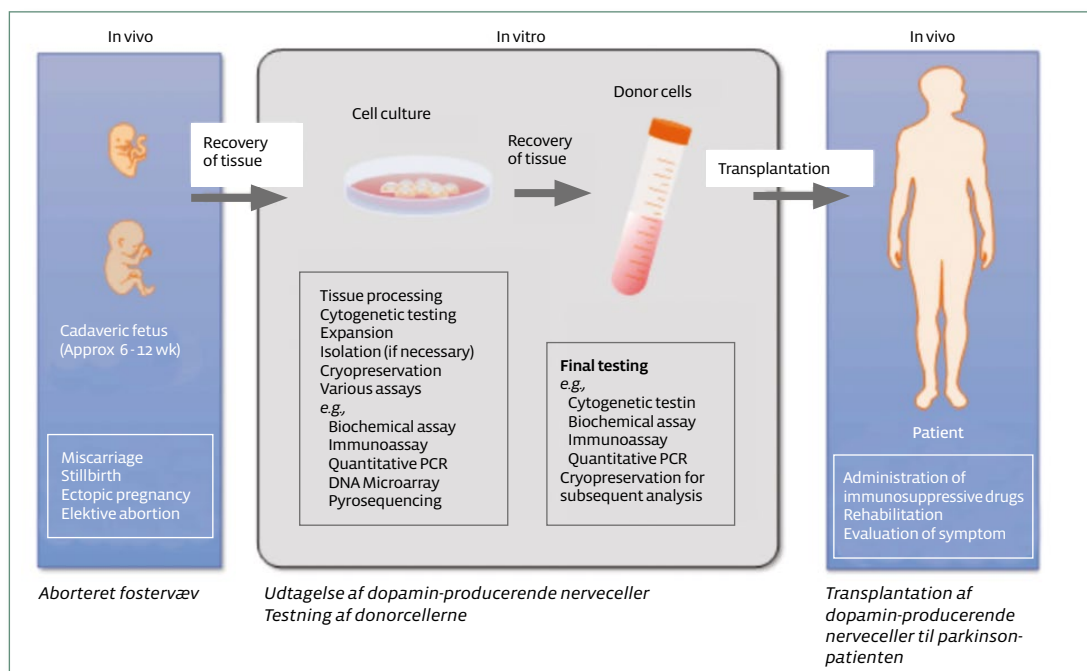 In vivo
In vitro
In vivo
Recovery
of tissue
Cell culture
Recovery
of tissue
Donor cells
Transplantation
Cadaveric fetus
(Approx 6-12 wk)
Miscarriage
Stillbirth
Ectopic pregnancy
Elektive abortion
Tissue processing
Cytogenetic testing
Expansion
Isolation (if necessary)
Cryopreservation
Various assays
e.g.,
Biochemical assay
Immunoassay
Quantitative PCR
DNA Microarray
Pyrosequencing
Final testing
e.g.,
Cytogenetic testin
Biochemical assay
Immunoassay
Quantitative PCR
Cryopreservation for
subsequent analysis
Patient
Administration of
immunosuppressive drugs
Rehabilitation
Evaluation of symptom
Aborteret fostervæv
Udtagelse af dopamin-producerende nerveceller
Testning af donorcellerne
Transplantation af
dopamin-producerende
nerveceller til parkinson-
patienten